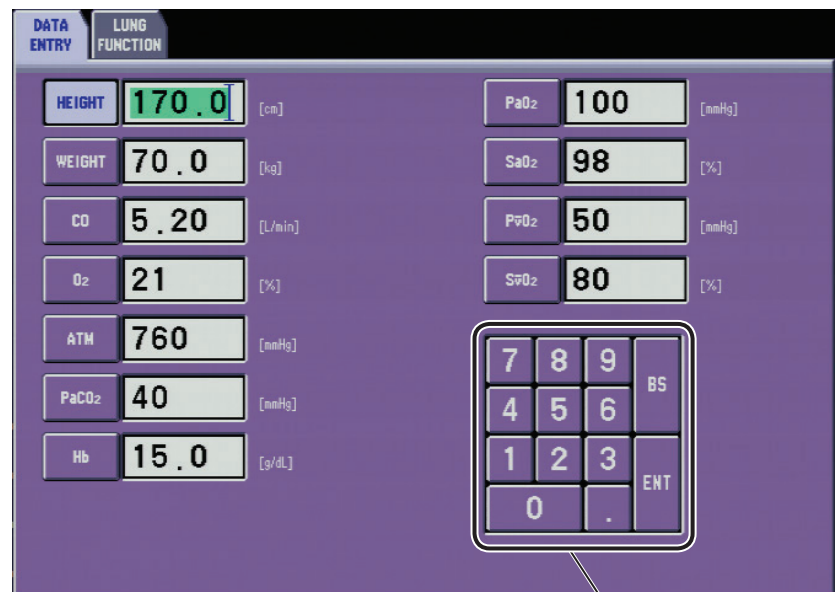 DATA ENTRY
LUNG FUNCTION
HEIGHT 170.0 [cm]
WEIGHT 70.0 [kg]
CO 5.20 [L/min]
O2 21 [%]
ATM 760 [mmHg]
PaCO2 40 [mmHg]
Hb 15.0 [g/dL]
PaO2 100 [mmHg]
SaO2 98 [%]
Pv̅O2 50 [mmHg]
Sv̅O2 80 [%]
7 8 9 BS
4 5 6
1 2 3 ENT
0 .